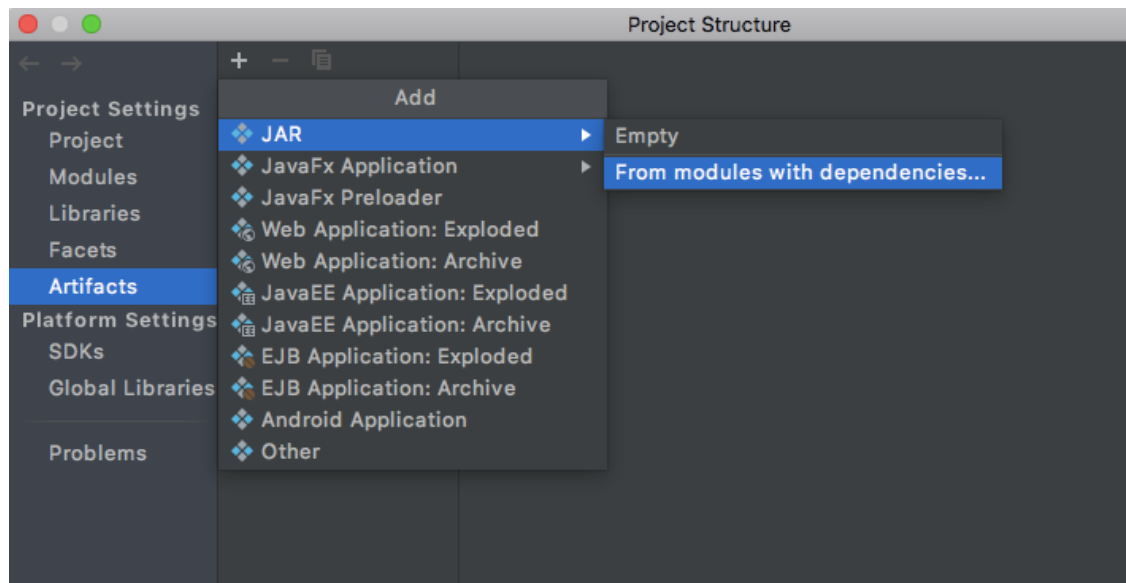 Project Structure
Project Settings
Project
Modules
Libraries
Facets
Artifacts
Platform Settings
SDKs
Global Libraries
Problems
Add
JAR
JavaFx Application
JavaFx Preloader
Web Application: Exploded
Web Application: Archive
JavaEE Application: Exploded
JavaEE Application: Archive
EJB Application: Exploded
EJB Application: Archive
Android Application
Other
Empty
From modules with dependencies...